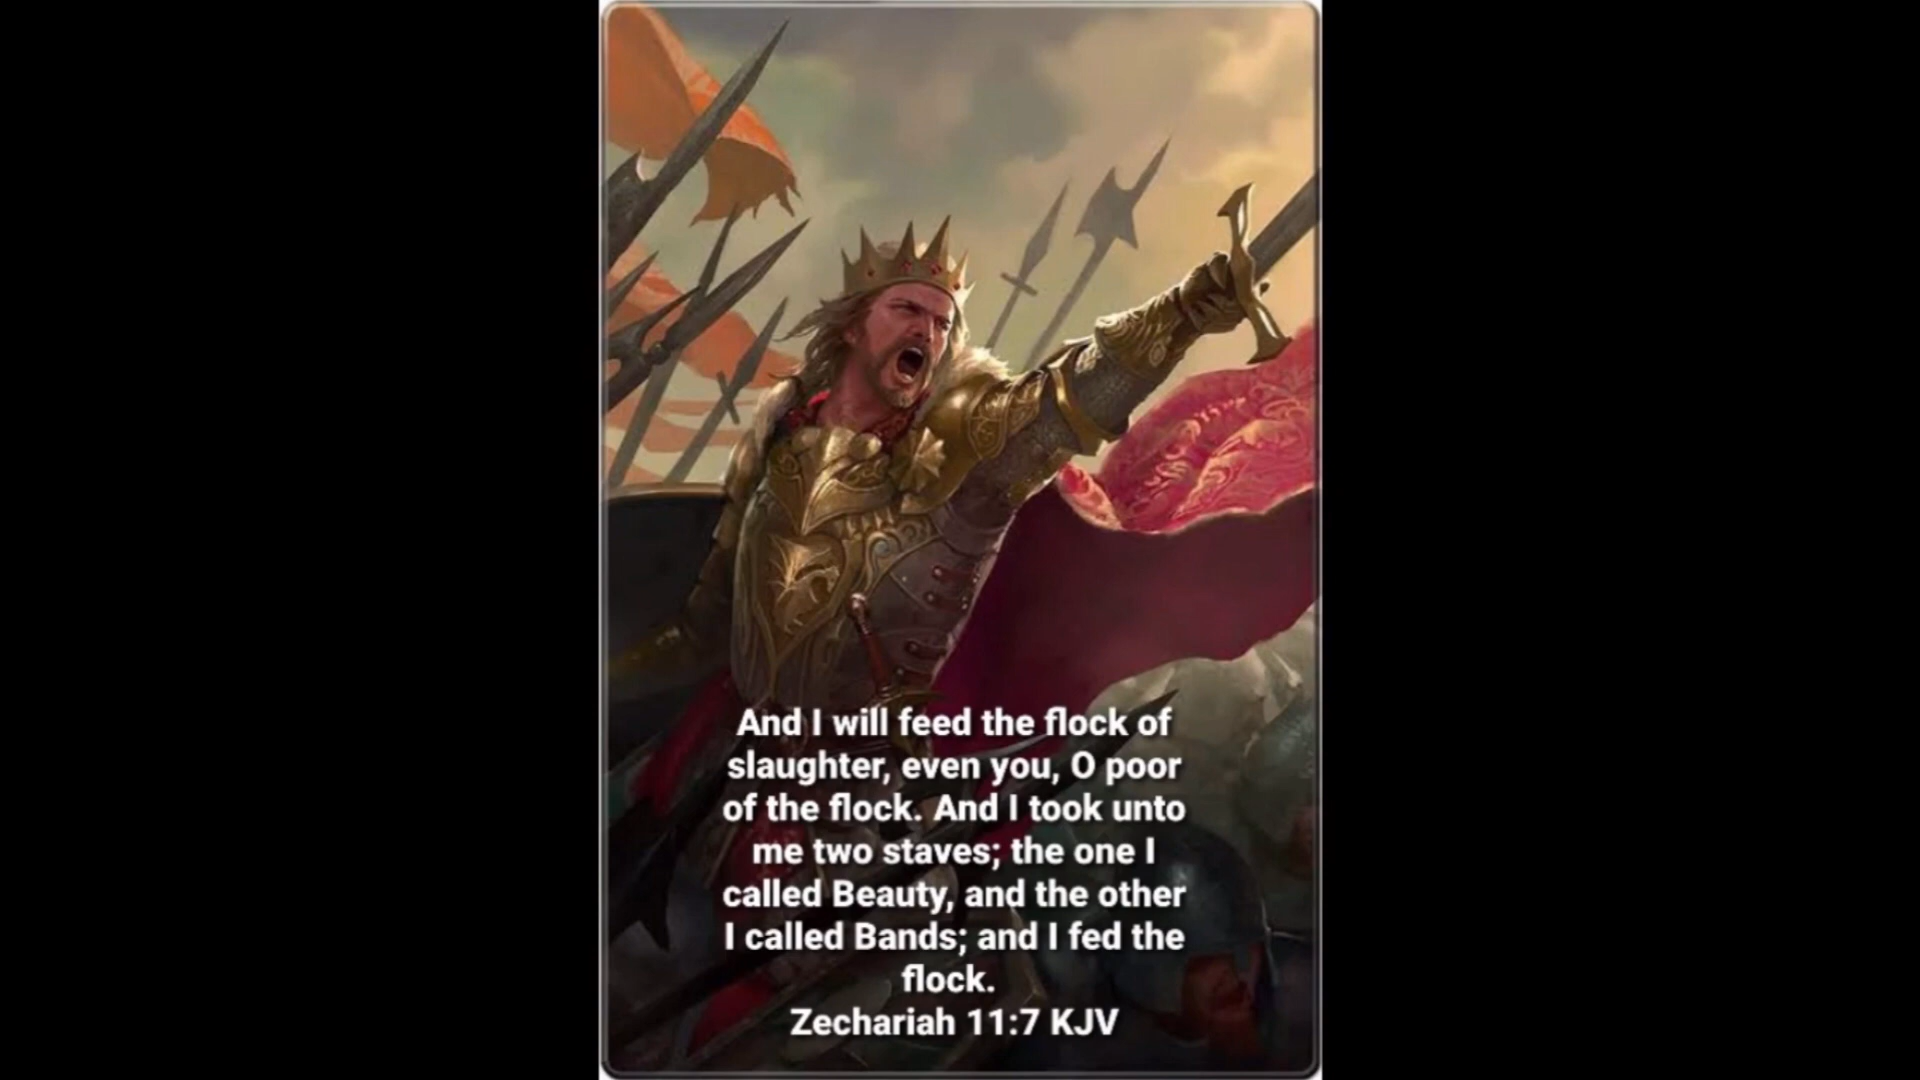 And I will feed the flock of
slaughter, even you, O poor
of the flock. And I took unto
me two staves; the one I
called Beauty, and the other
I called Bands; and I fed the
flock.
Zechariah 11:7 KJV